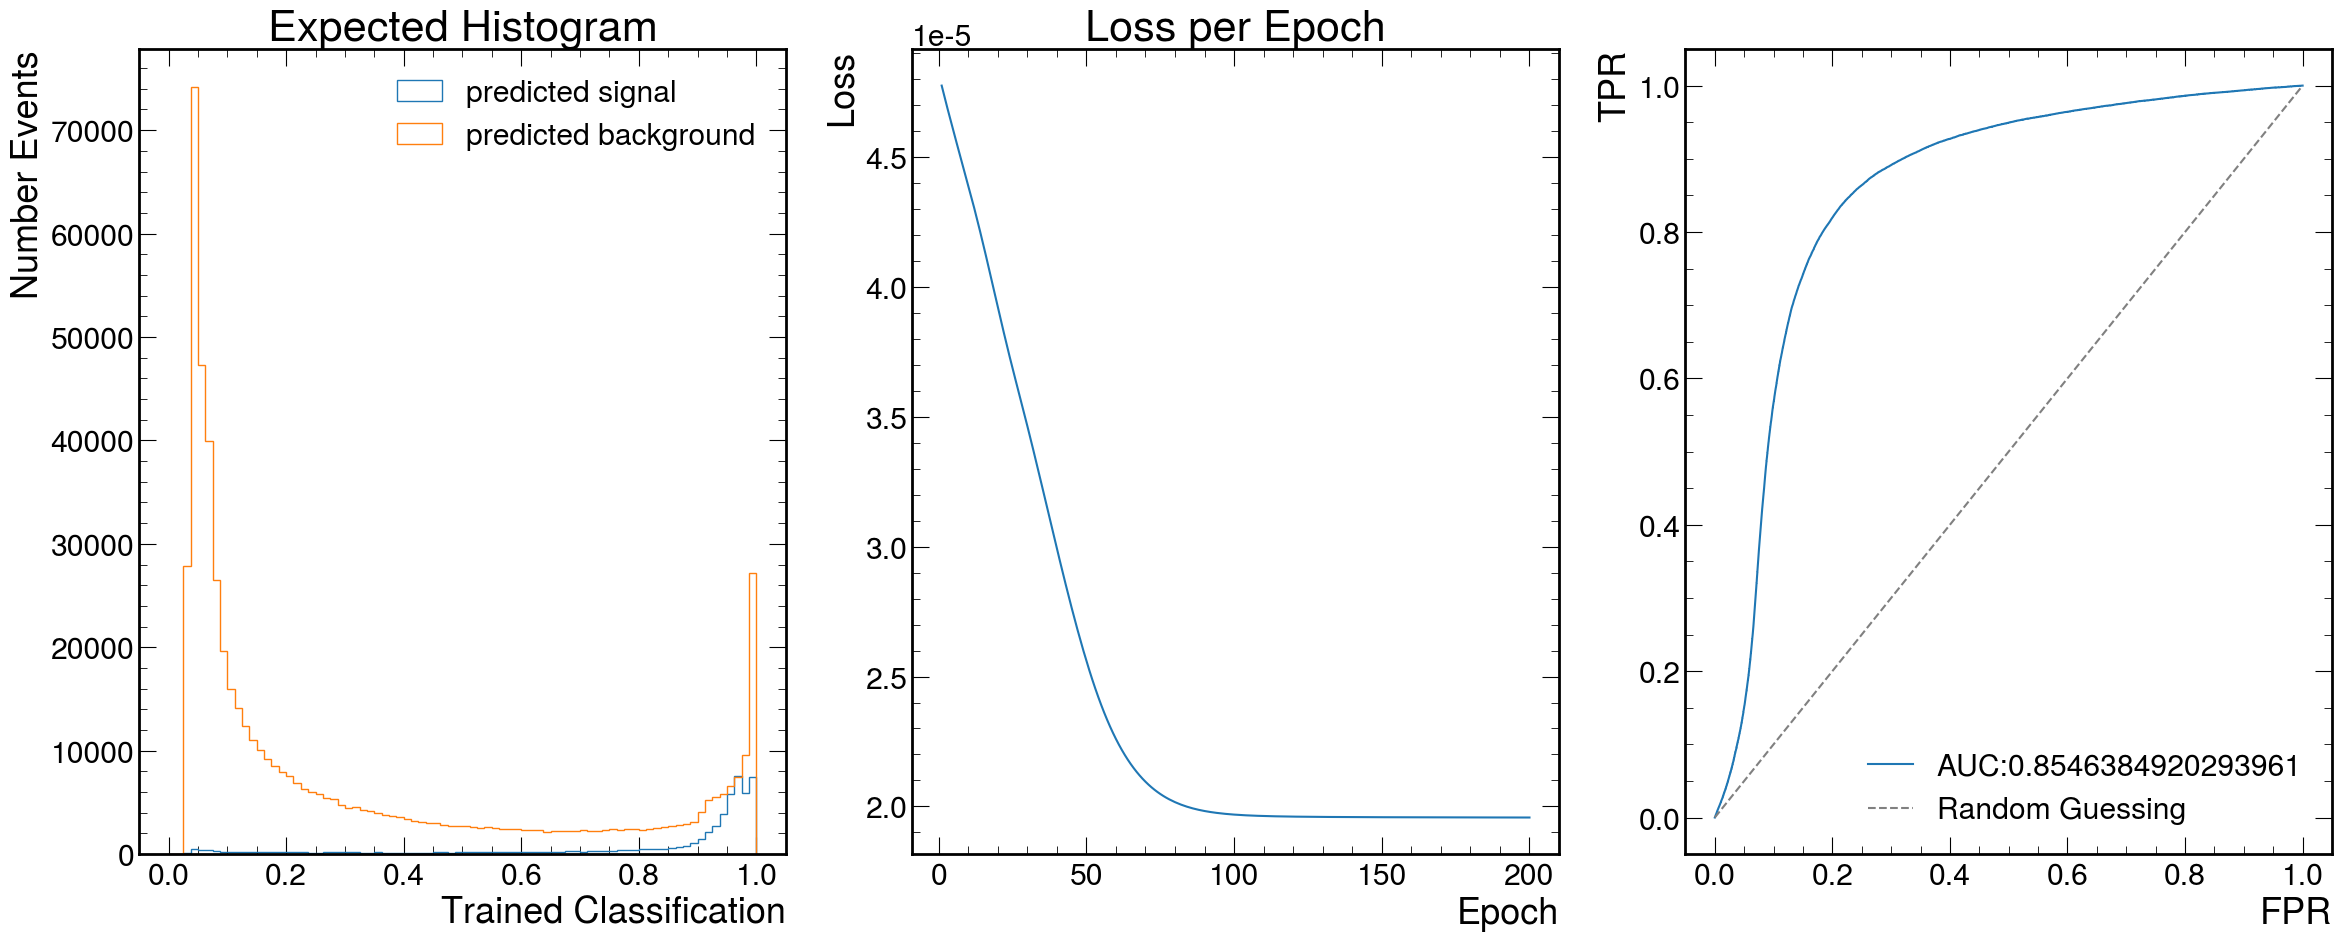 Expected Histogram
Number Events
predicted signal
predicted background
70000
60000
50000
40000
30000
20000
10000
0
0.0 0.2 0.4 0.6 0.8 1.0
Trained Classification
Loss per Epoch
1e-5
Loss
4.5
4.0
3.5
3.0
2.5
2.0
0 50 100 150 200
Epoch
TPR
1.0
0.8
0.6
0.4
0.2
0.0
AUC:0.8546384920293961
Random Guessing
0.0 0.2 0.4 0.6 0.8 1.0
FPR